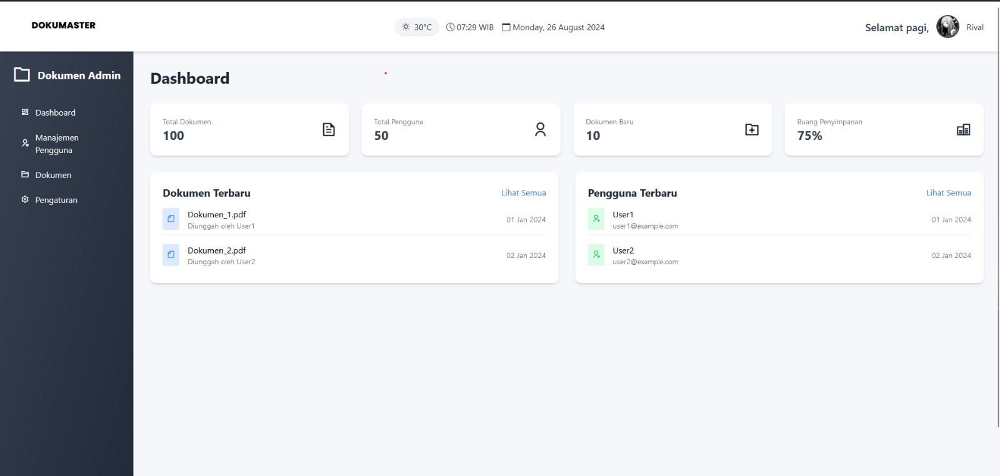 DOKUMASTER
30°C 07:29 WIB Monday, 26 August 2024
Selamat pagi, Rival
Dokumen Admin
Dashboard
Manajemen
Pengguna
Dokumen
Pengaturan
Dashboard
Total Dokumen
100
Total Pengguna
50
Dokumen Baru
10
Ruang Penyimpanan
75%
Dokumen Terbaru Lihat Semua
Dokumen_1.pdf
Diunggah oleh User1
01 Jan 2024
Dokumen_2.pdf
Diunggah oleh User2
02 Jan 2024
Pengguna Terbaru Lihat Semua
User1
user1@example.com
01 Jan 2024
User2
user2@example.com
02 Jan 2024